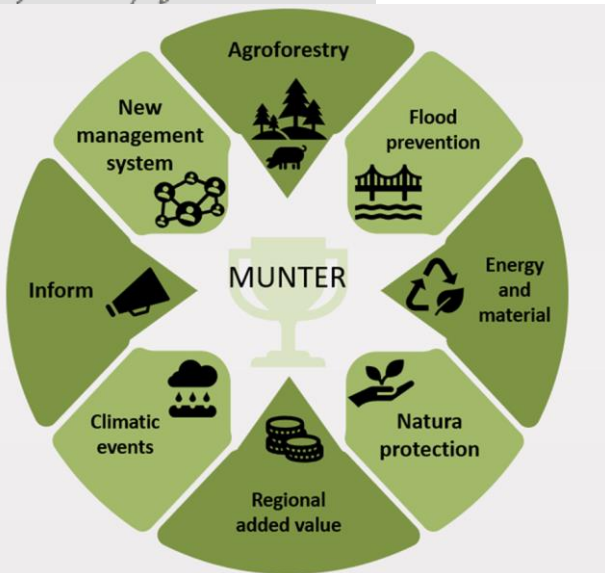 Agroforestry
Flood
prevention
Energy
and
material
Natura
protection
Regional
added value
Climatic
events
Inform
New
management
system
MUNTER